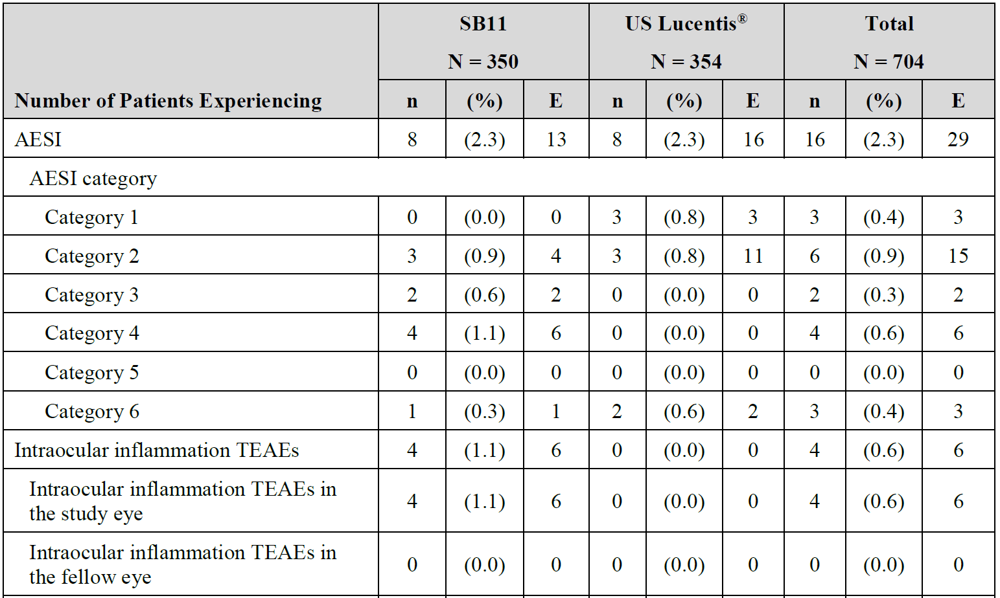 SB11 US Lucentis® Total
N = 350 N = 354 N = 704
Number of Patients Experiencing n (%) E n (%) E n (%) E
AESI 8 (2.3) 13 8 (2.3) 16 16 (2.3) 29
AESI category
Category 1 0 (0.0) 0 3 (0.8) 3 3 (0.4) 3
Category 2 3 (0.9) 4 3 (0.8) 11 6 (0.9) 15
Category 3 2 (0.6) 2 0 (0.0) 0 2 (0.3) 2
Category 4 4 (1.1) 6 0 (0.0) 0 4 (0.6) 6
Category 5 0 (0.0) 0 0 (0.0) 0 0 (0.0) 0
Category 6 1 (0.3) 1 2 (0.6) 2 3 (0.4) 3
Intraocular inflammation TEAEs 4 (1.1) 6 0 (0.0) 0 4 (0.6) 6
Intraocular inflammation TEAEs in
the study eye 4 (1.1) 6 0 (0.0) 0 4 (0.6) 6
Intraocular inflammation TEAEs in
the fellow eye 0 (0.0) 0 0 (0.0) 0 0 (0.0) 0